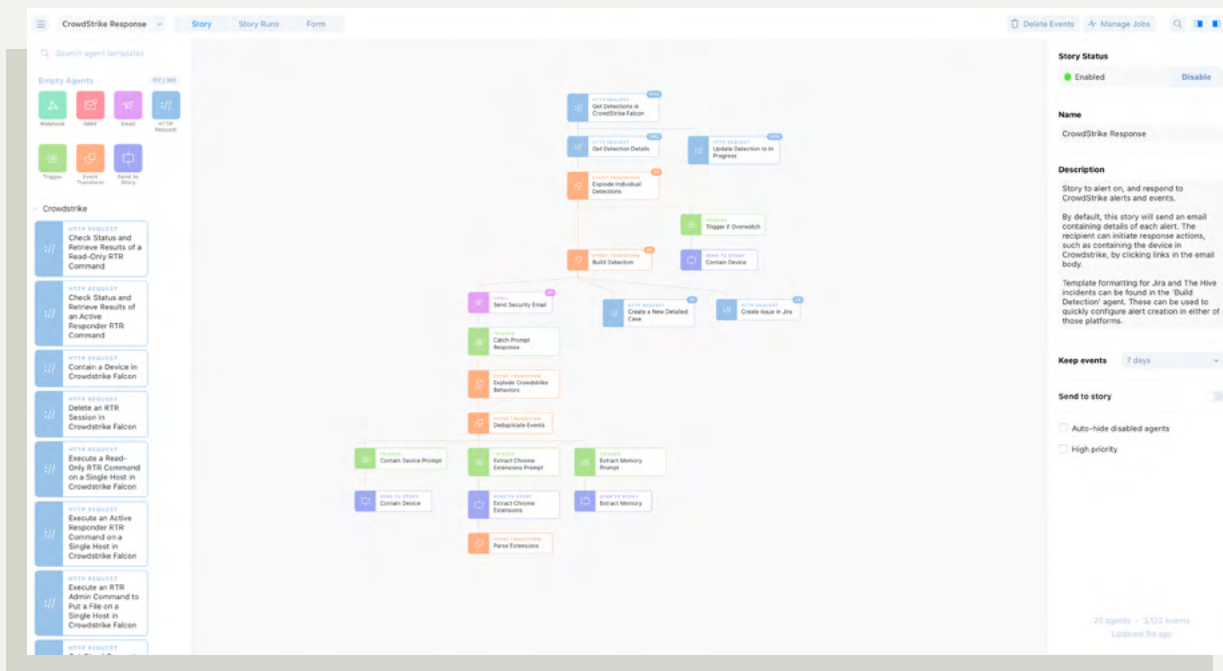 CrowdStrike Response
Story
Story Runs
Form
Delete Events
Manage Jobs
Search agent templates
Empty Agents
Webhook
IMAP
Email
HTTP
Request
Trigger
Event
Transform
Send to
Story
Crowdstrike
HTTP REQUEST
Check Status and
Retrieve Results of a
Read-Only RTR
Command
HTTP REQUEST
Check Status and
Retrieve Results of
an Active
Responder RTR
Command
HTTP REQUEST
Contain a Device in
Crowdstrike Falcon
HTTP REQUEST
Delete an RTR
Session in
Crowdstrike Falcon
HTTP REQUEST
Execute a Read-
Only RTR Command
on a Single Host in
Crowdstrike Falcon
HTTP REQUEST
Execute an Active
Responder RTR
Command on a
Single Host in
Crowdstrike Falcon
HTTP REQUEST
Execute an RTR
Admin Command to
Put a File on a
Single Host in
Crowdstrike Falcon
HTTP REQUEST
HTTP REQUEST
Get Detections in
CrowdStrike Falcon
HTTP REQUEST
Get Detection Details
HTTP REQUEST
Update Detection to In
Progress
EVENT TRANSFORM
Explode Individual
Detections
TRIGGER
Trigger if Overwatch
EVENT TRANSFORM
Build Detection
SEND TO STORY
Contain Device
EMAIL
Send Security Email
HTTP REQUEST
Create a New Detailed
Case
HTTP REQUEST
Create Issue in Jira
TRIGGER
Catch Prompt
Response
EVENT TRANSFORM
Explode Crowdstrike
Behaviors
EVENT TRANSFORM
Deduplicate Events
TRIGGER
Contain Device Prompt
TRIGGER
Extract Chrome
Extensions Prompt
TRIGGER
Extract Memory
Prompt
SEND TO STORY
Contain Device
SEND TO STORY
Extract Chrome
Extensions
SEND TO STORY
Extract Memory
EVENT TRANSFORM
Parse Extensions
Story Status
Enabled
Disable
Name
CrowdStrike Response
Description
Story to alert on, and respond to
CrowdStrike alerts and events.
By default, this story will send an email
containing details of each alert. The
recipient can initiate response actions,
such as containing the device in
Crowdstrike, by clicking links in the email
body.
Template formatting for Jira and The Hive
incidents can be found in the 'Build
Detection' agent. These can be used to
quickly configure alert creation in either of
those platforms.
Keep events
7 days
Send to story
Auto-hide disabled agents
High priority
20 agents - 3,122 events
Updated 11d ago